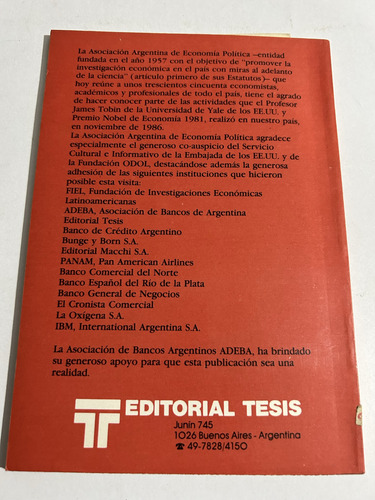 La Asociación Argentina de Economía Política —entidad
fundada en el año 1957 con el objetivo de "promover la
investigación económica en el país con miras al adelanto
de la ciencia" (artículo primero de sus Estatutos)— que
hoy reúne a unos trescientos cincuenta economistas,
académicos y profesionales de todo el país, tiene el agrado
de hacer conocer parte de las actividades que el Profesor
James Tobin de la Universidad de Yale de los EE.UU. y
Premio Nobel de Economía 1981, realizó en nuestro país,
en noviembre de 1986.
La Asociación Argentina de Economía Política agradece
especialmente el generoso co-auspicio del Servicio
Cultural e Informativo de la Embajada de los EE.UU. y de
la Fundación ODOL, destacándose además la generosa
adhesión de las siguientes instituciones que hicieron
posible esta visita:
FIEL, Fundación de Investigaciones Económicas
Latinoamericanas
ADEBA, Asociación de Bancos de Argentina
Editorial Tesis
Banco de Crédito Argentino
Bunge y Born S.A.
Editorial Macchi S.A.
PANAM, Pan American Airlines
Banco Comercial del Norte
Banco Español del Río de la Plata
Banco General de Negocios
El Cronista Comercial
La Oxígena S.A.
IBM, International Argentina S.A.
La Asociación de Bancos Argentinos ADEBA, ha brindado
su generoso apoyo para que esta publicación sea una
realidad.
EDITORIAL TESIS
Junín 745
1026 Buenos Aires - Argentina
☎ 49-7828/4150